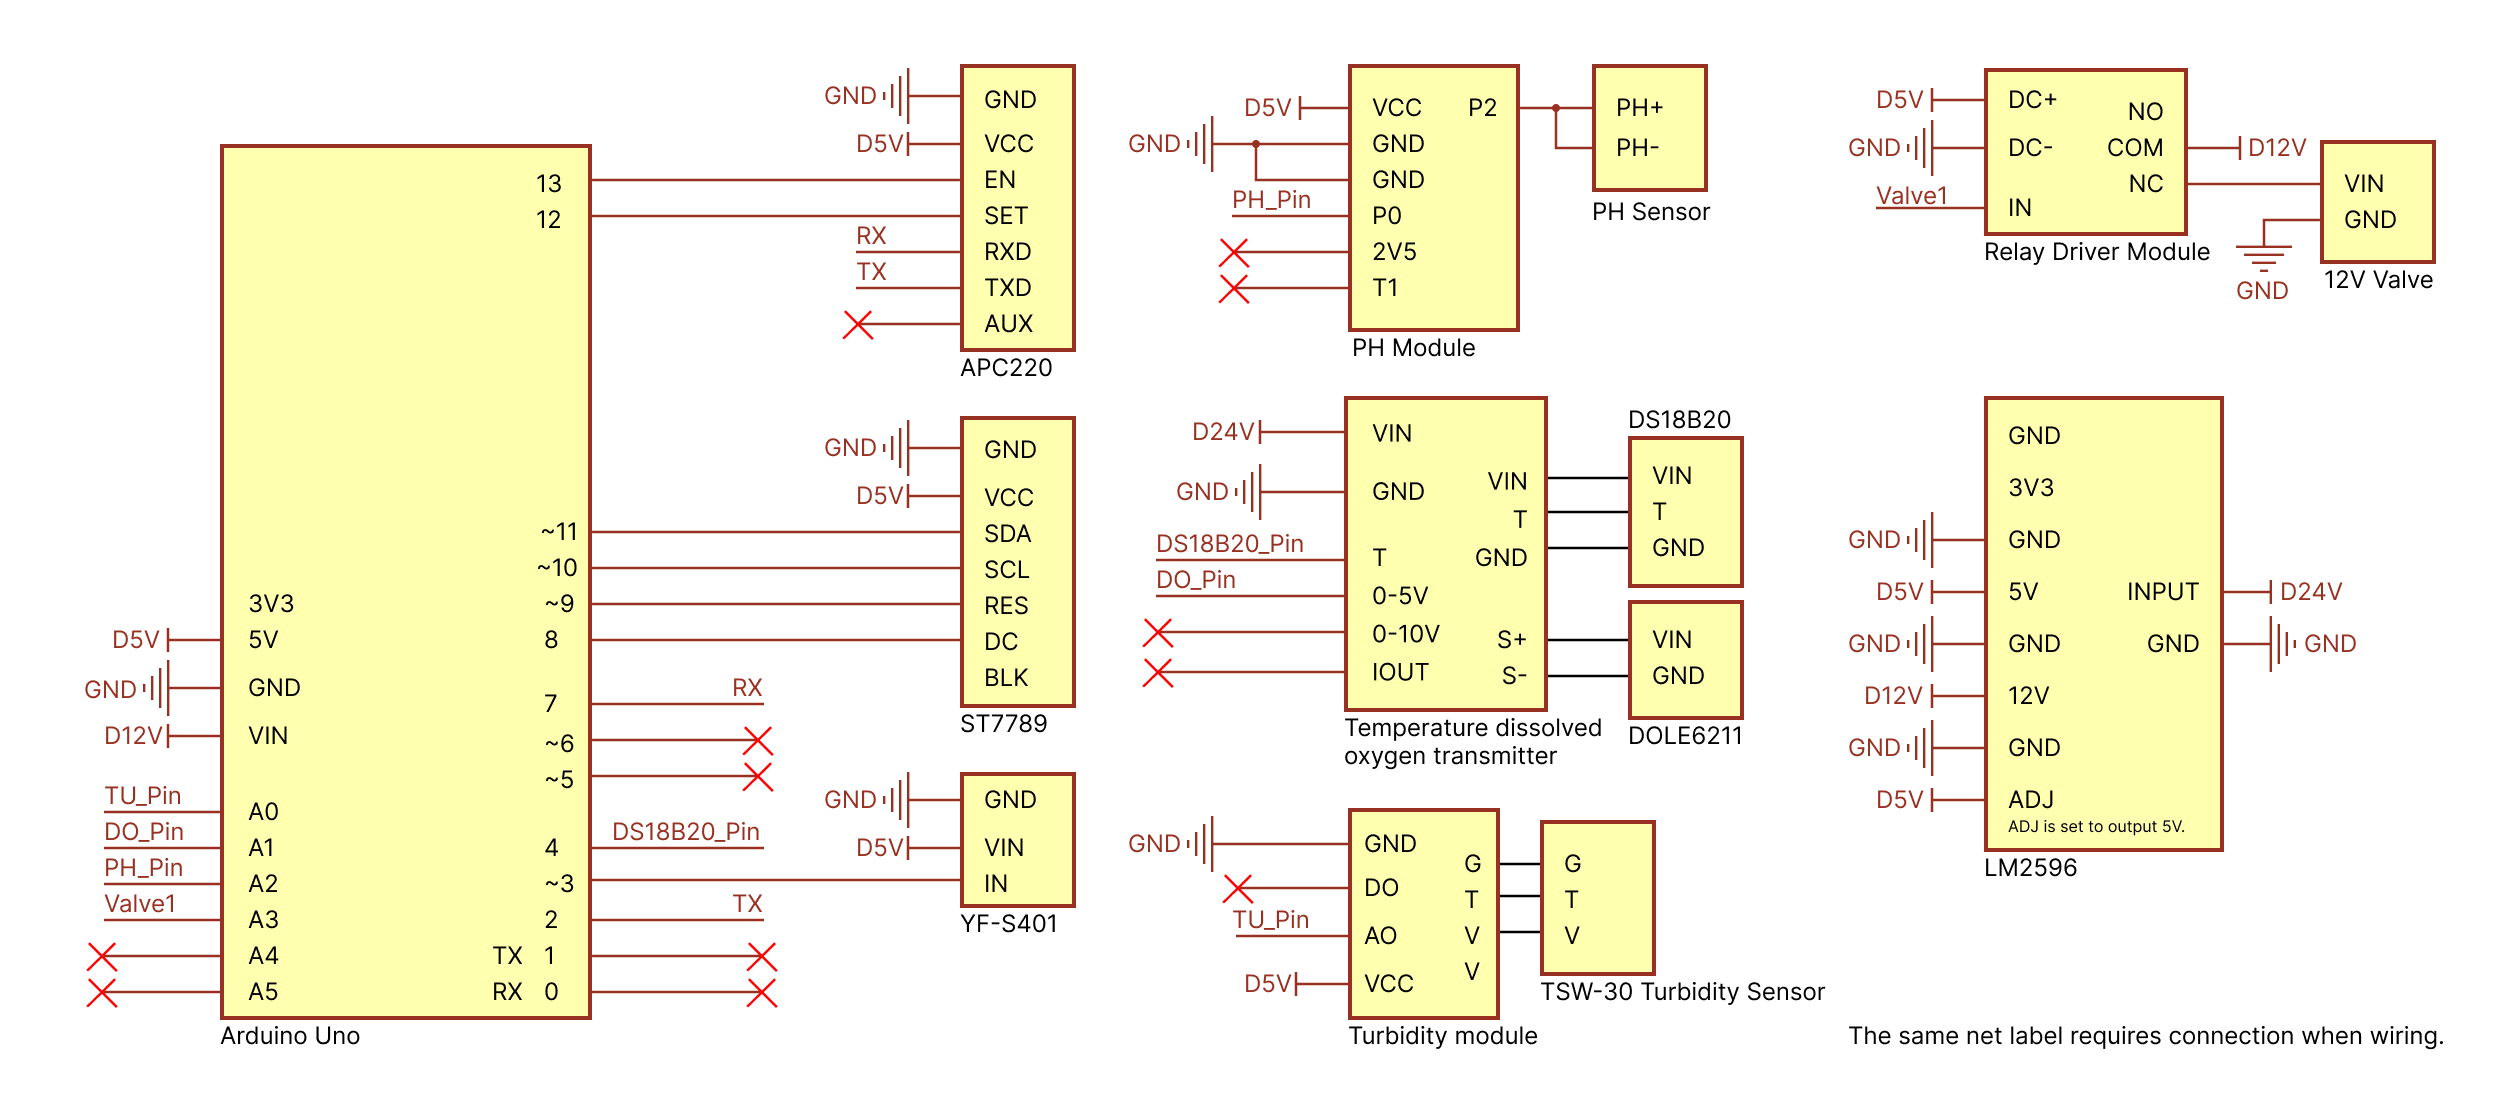 GND
D5V
RX
TX
GND
VCC
EN
SET
RXD
TXD
AUX
APC220
13
12
~11
~10
~9
8
7
~6
~5
4
~3
2
TX 1
RX 0
3V3
5V
GND
VIN
A0
A1
A2
A3
A4
A5
D5V
GND
D12V
TU_Pin
DO_Pin
PH_Pin
Valve1
Arduino Uno
RX
DS18B20_Pin
TX
GND
D5V
GND
VCC
SDA
SCL
RES
DC
BLK
ST7789
GND
D5V
GND
VIN
IN
YF-S401
D5V
GND
PH_Pin
VCC
GND
GND
P0
2V5
T1
P2
PH Module
PH+
PH-
PH Sensor
D24V
GND
DS18B20_Pin
DO_Pin
VIN
GND
T
0-5V
0-10V
IOUT
VIN
T
GND
S+
S-
Temperature dissolved
oxygen transmitter
DS18B20
VIN
T
GND
VIN
GND
DOLE6211
GND
TU_Pin
D5V
GND
DO
AO
VCC
G
T
V
V
Turbidity module
G
T
V
TSW-30 Turbidity Sensor
D5V
GND
Valve1
DC+
DC-
IN
NO
COM
NC
Relay Driver Module
D12V
VIN
GND
12V Valve
GND
GND
D5V
GND
D12V
GND
D5V
GND
3V3
GND
5V
GND
12V
GND
ADJ
ADJ is set to output 5V.
INPUT
GND
D24V
GND
LM2596
The same net label requires connection when wiring.